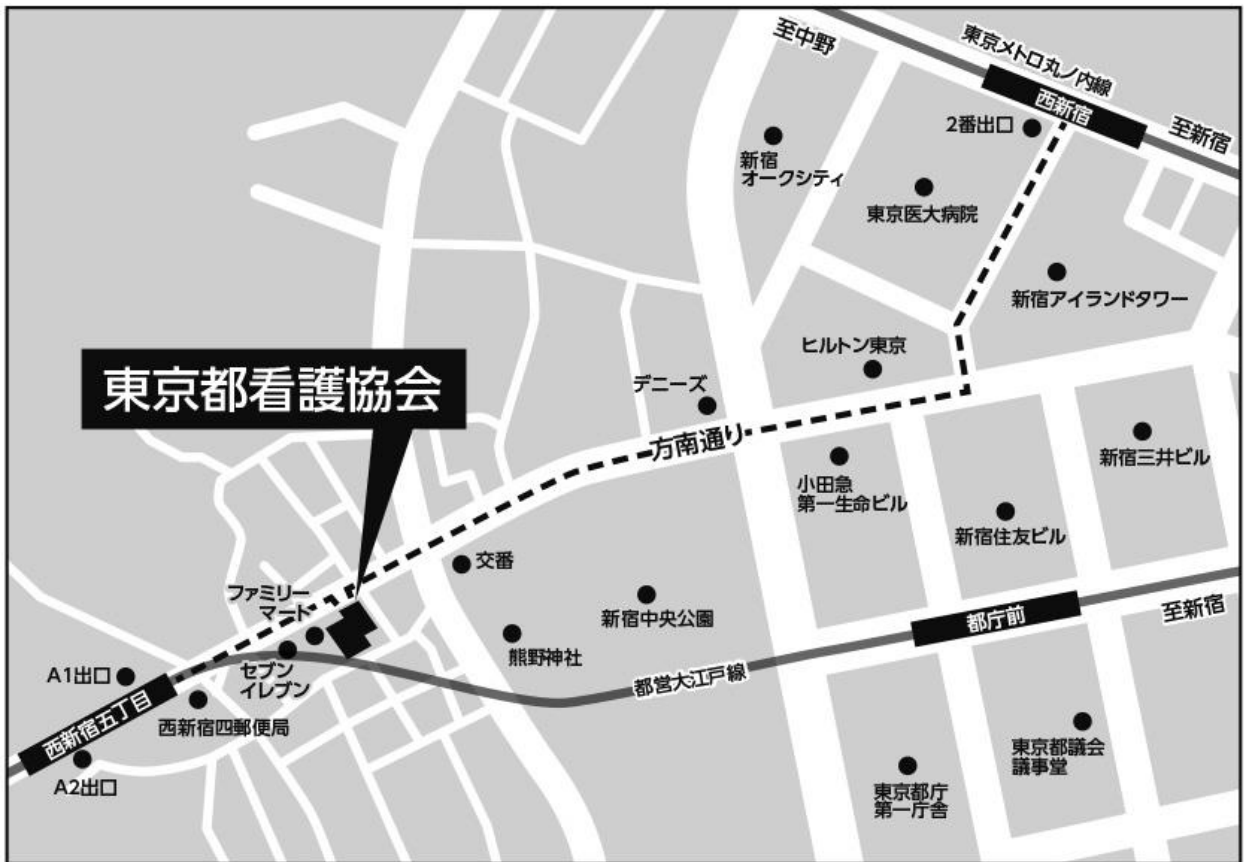 至中野
東京メトロ丸ノ内線
西新宿
至新宿
2番出口
新宿
オークシティ
東京医大病院
新宿アイランドタワー
ヒルトン東京
デニーズ
東京都看護協会
方南通り
小田急
第一生命ビル
新宿三井ビル
新宿住友ビル
交番
ファミリー
マート
新宿中央公園
都庁前
至新宿
熊野神社
セブン
イレブン
都営大江戸線
A1出口
西新宿五丁目
西新宿四郵便局
A2出口
東京都議会
議事堂
東京都庁
第一庁舎